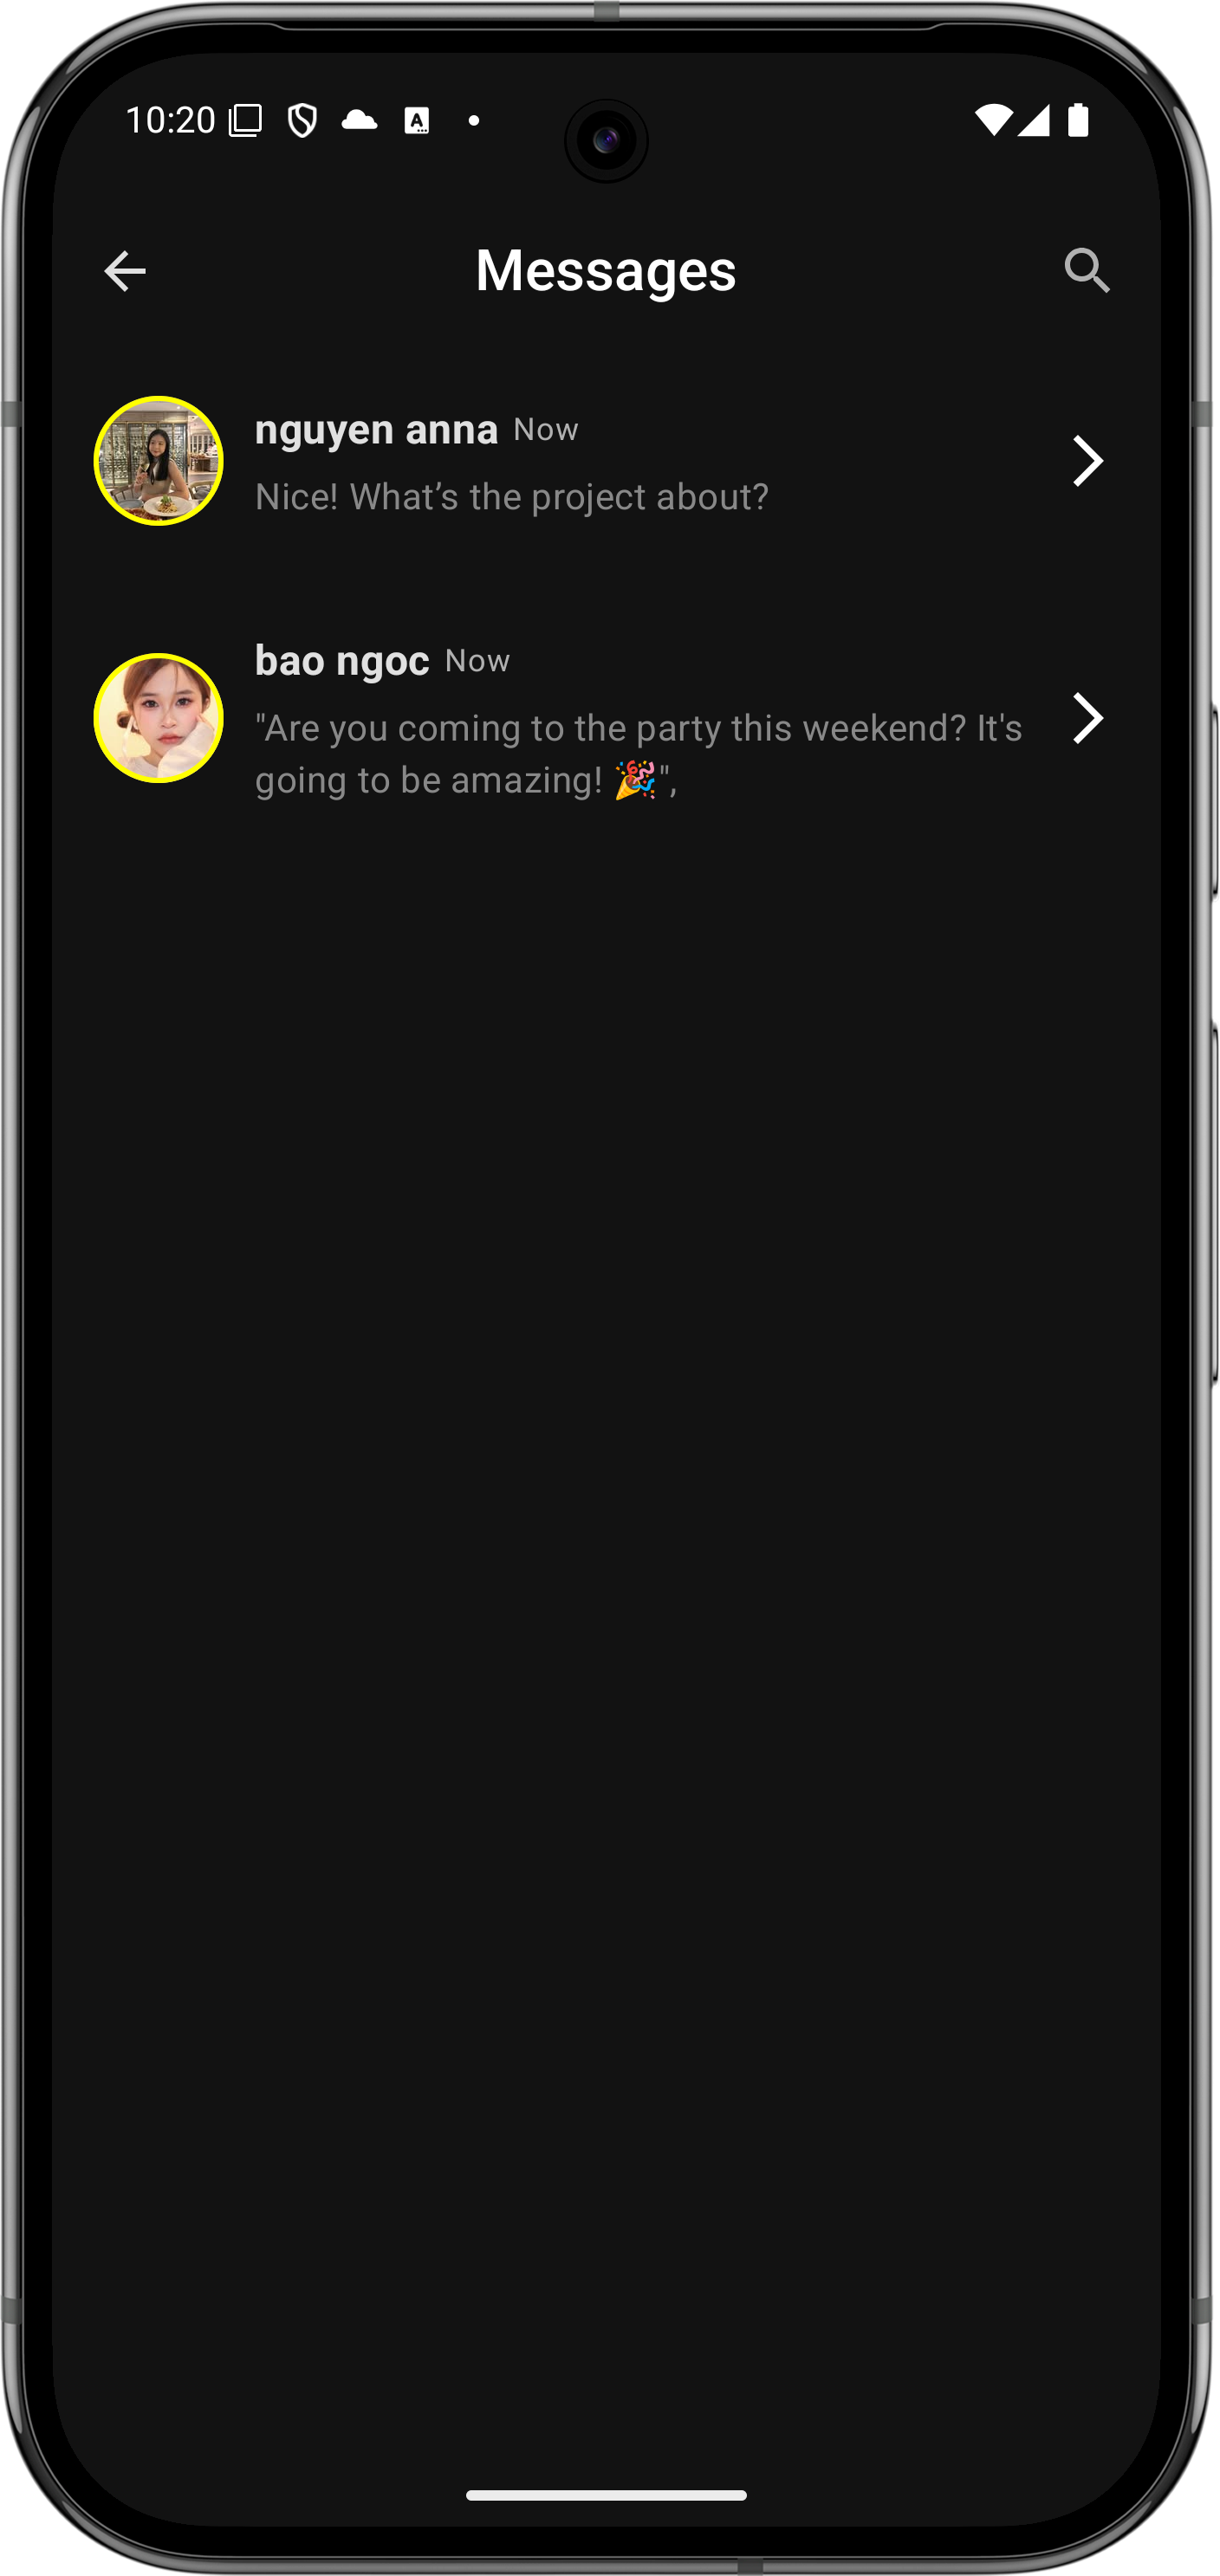 10:20
Messages
nguyen anna Now
Nice! What’s the project about?
bao ngoc Now
"Are you coming to the party this weekend? It's
going to be amazing! 🎉",